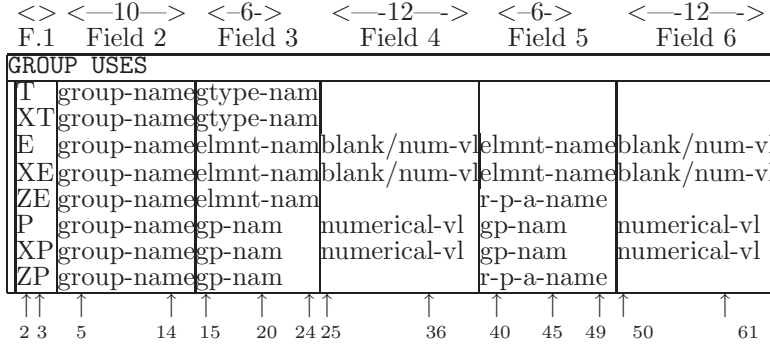 <> <—10—> <–6-> <—-12—-> <–6-> <—-12—->
F.1 Field 2 Field 3 Field 4 Field 5 Field 6
GROUP USES
T group-name gtype-nam
XT group-name gtype-nam
E group-name elmnt-nam blank/num-vl elmnt-name blank/num-vl
XE group-name elmnt-nam blank/num-vl elmnt-name blank/num-vl
ZE group-name elmnt-nam r-p-a-name
P group-name gp-nam numerical-vl gp-nam numerical-vl
XP group-name gp-nam numerical-vl gp-nam numerical-vl
ZP group-name gp-nam r-p-a-name
↑ ↑ ↑ ↑ ↑ ↑ ↑ ↑ ↑ ↑ ↑ ↑ ↑ ↑
2 3 5 14 15 20 24 25 36 40 45 49 50 61